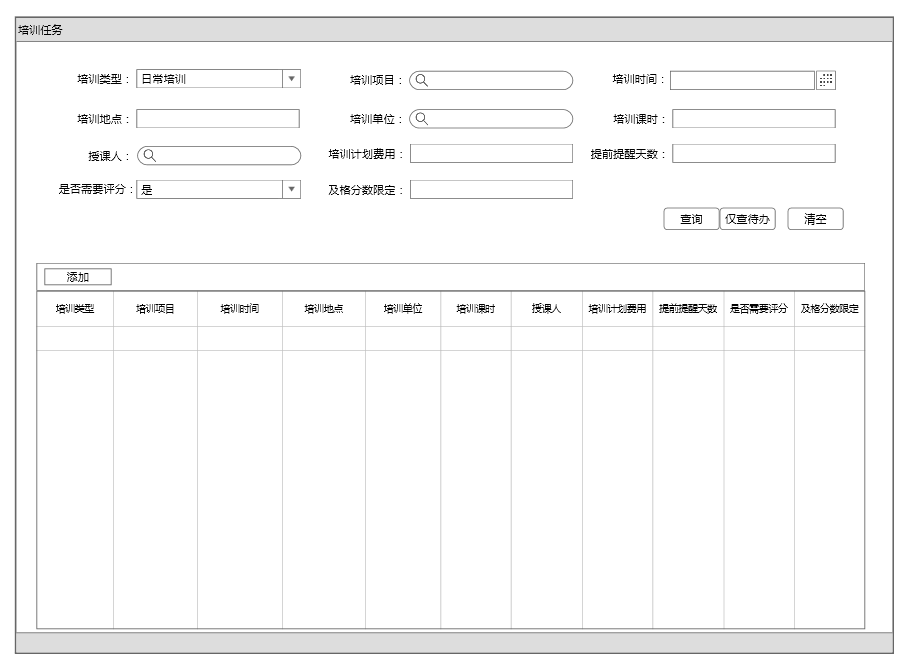 培训任务
培训类型： 日常培训 培训项目： 培训时间：
培训地点： 培训单位： 培训课时：
授课人： 培训计划费用： 提前提醒天数：
是否需要评分： 是 及格分数限定：
查询 仅查待办 清空
添加
培训类型 培训项目 培训时间 培训地点 培训单位 培训课时 授课人 培训计划费用 提前提醒天数 是否需要评分 及格分数限定